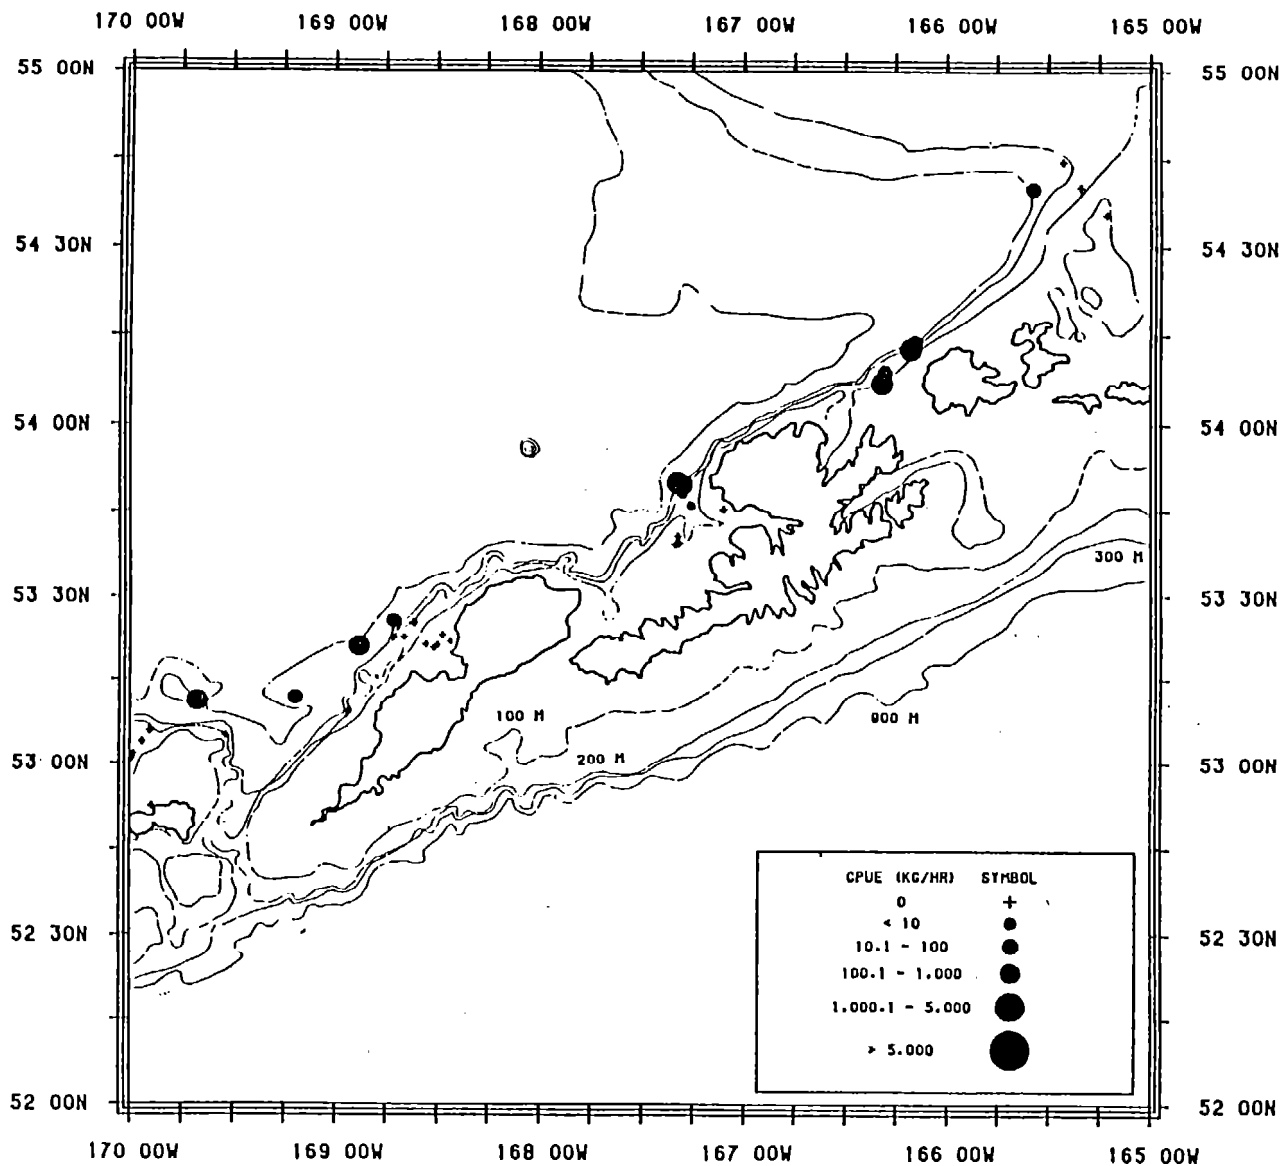 170 00W 169 00W 168 00W 167 00W 166 00W 165 00W
55 00N 55 00N
54 30N 54 30N
54 00N 54 00N
300 M
53 30N 53 30N
100 M 800 M
200 M
53 00N 53 00N
CPUE (KG/HR) SYMBOL
0 +
< 10
52 30N 52 30N
10.1 - 100
100.1 - 1.000
1.000.1 - 5.000
> 5.000
52 00N 52 00N
170 00W 169 00W 168 00W 167 00W 166 00W 165 00W